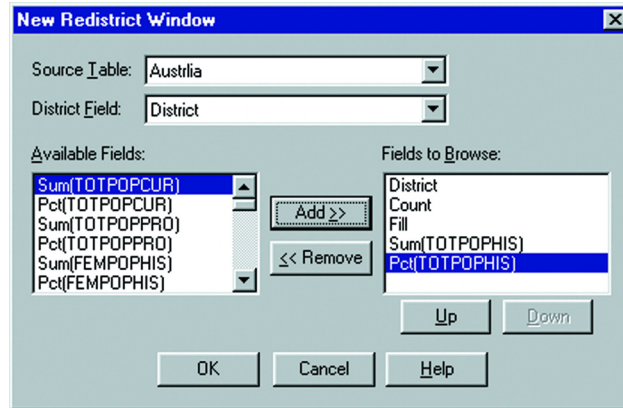 New Redistrict Window
Source Table: Austrlia
District Field: District
Available Fields:
Sum(TOTPOPCUR)
Pct(TOTPOPCUR)
Sum(TOTPOPPRO)
Pct(TOTPOPPRO)
Sum(FEMPOPHIS)
Pct(FEMPOPHIS)
Add >>
<< Remove
Fields to Browse:
District
Count
Fill
Sum(TOTPOPHIS)
Pct(TOTPOPHIS)
Up Down
OK Cancel Help